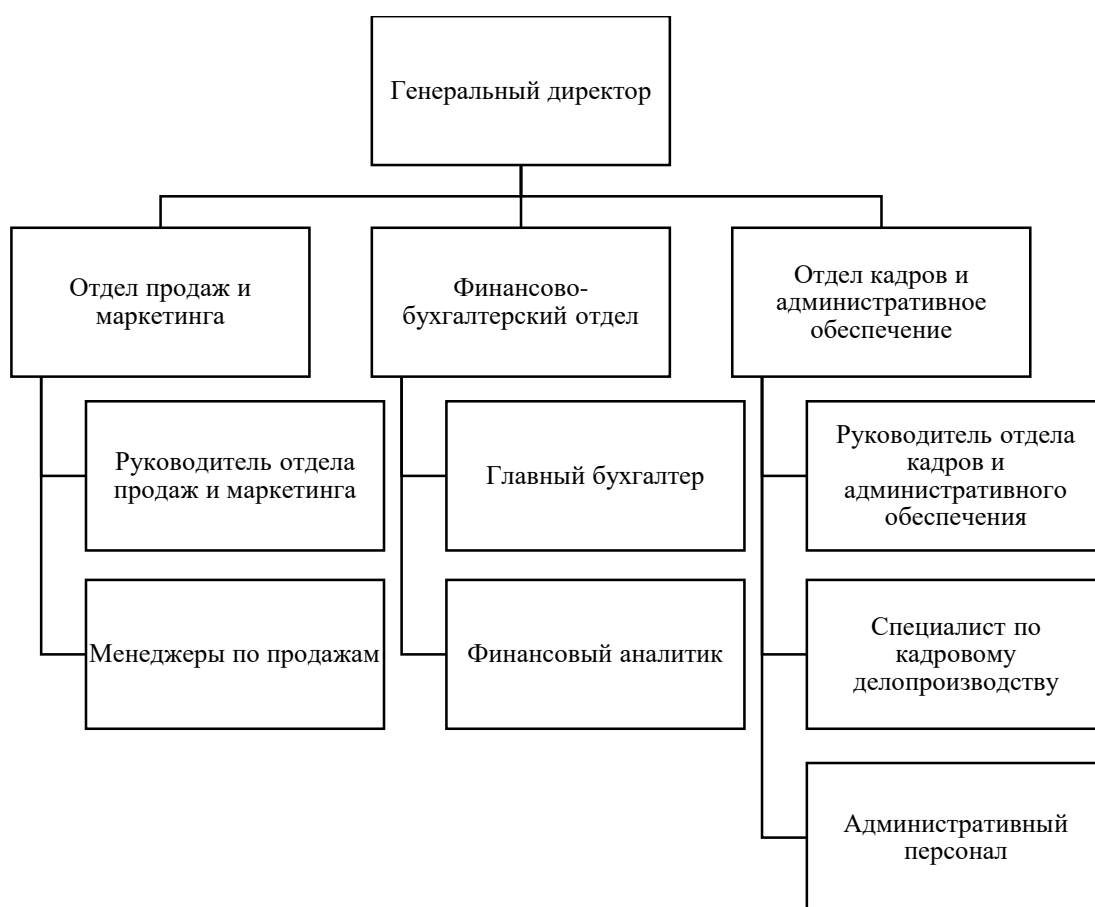 Генеральный директор
Отдел продаж и
маркетинга
Финансово-
бухгалтерский отдел
Отдел кадров и
административное
обеспечение
Руководитель отдела
продаж и маркетинга
Главный бухгалтер
Руководитель отдела
кадров и
административного
обеспечения
Менеджеры по продажам
Финансовый аналитик
Специалист по
кадровому
делопроизводству
Административный
персонал